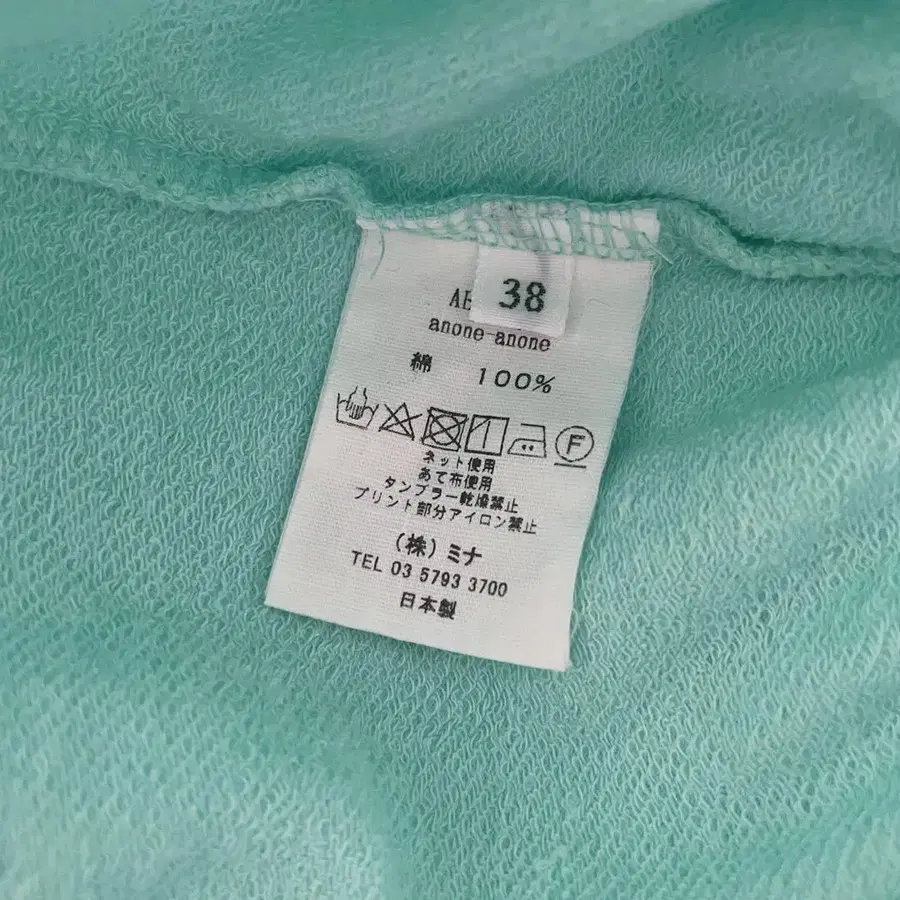 38
anone-anone
綿 100%
F
ネット使用
あて布使用
タンブラー乾燥禁止
プリント部分アイロン禁止
(株)ミナ
TEL 03 5793 3700
日本製